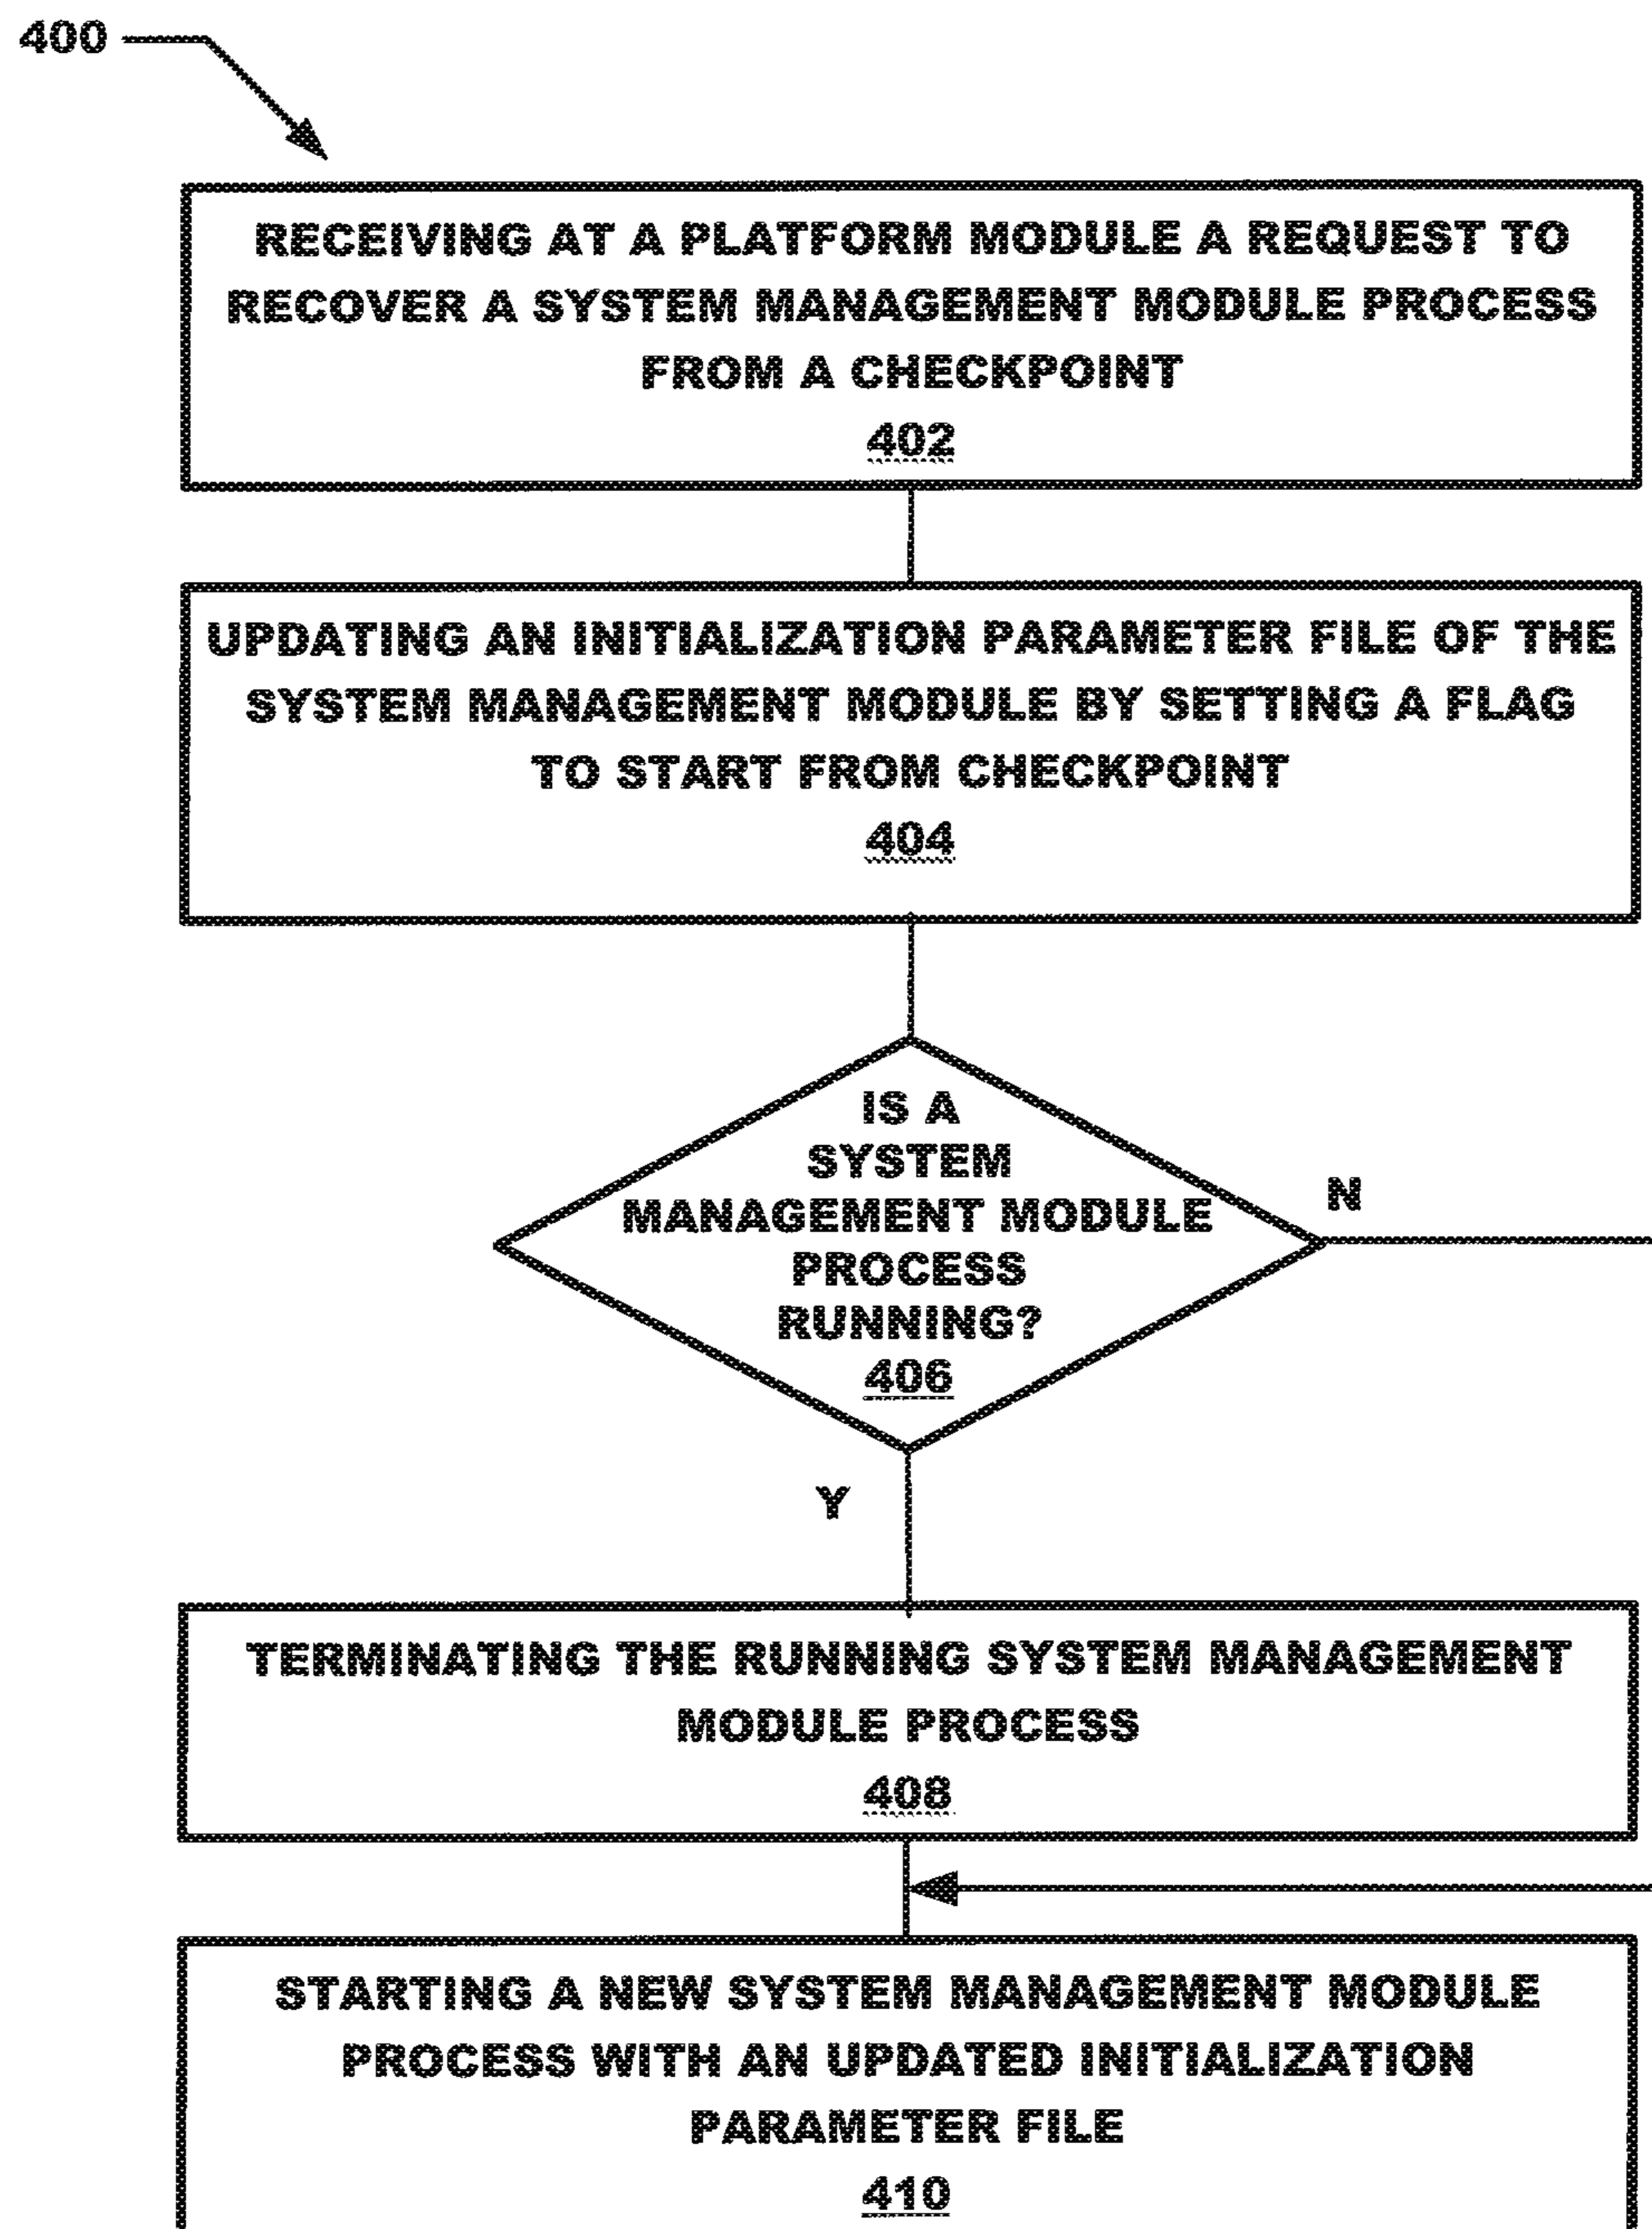 400
RECEIVING AT A PLATFORM MODULE A REQUEST TO
RECOVER A SYSTEM MANAGEMENT MODULE PROCESS
FROM A CHECKPOINT
402
UPDATING AN INITIALIZATION PARAMETER FILE OF THE
SYSTEM MANAGEMENT MODULE BY SETTING A FLAG
TO START FROM CHECKPOINT
404
IS A
SYSTEM
MANAGEMENT MODULE
PROCESS
RUNNING?
406
N
Y
TERMINATING THE RUNNING SYSTEM MANAGEMENT
MODULE PROCESS
408
STARTING A NEW SYSTEM MANAGEMENT MODULE
PROCESS WITH AN UPDATED INITIALIZATION
PARAMETER FILE
410